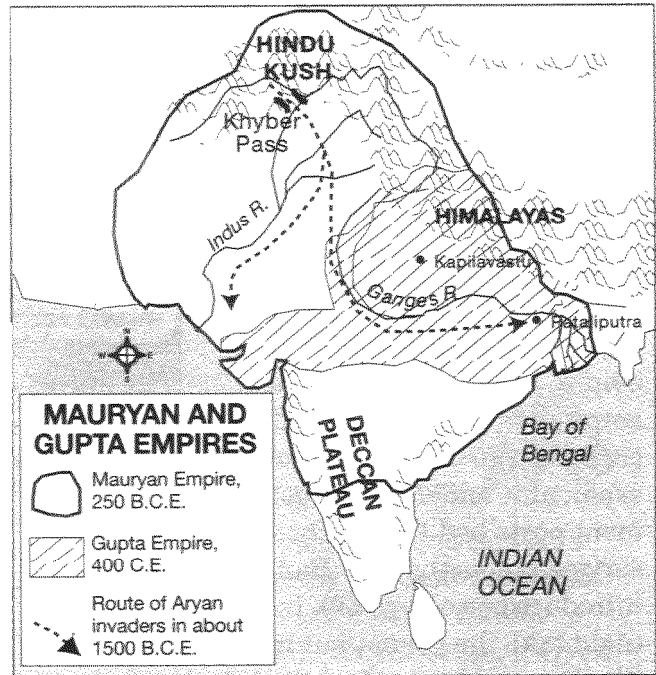 HINDU
KUSH
Khyber
Pass
Indus R.
HIMALAYAS
Kapilavastu
Ganges R.
Pataliputra
N
W
E
S
MAURYAN AND
GUPTA EMPIRES
Mauryan Empire,
250 B.C.E.
Gupta Empire,
400 C.E.
Route of Aryan
invaders in about
1500 B.C.E.
DECCAN
PLATEAU
Bay of
Bengal
INDIAN
OCEAN